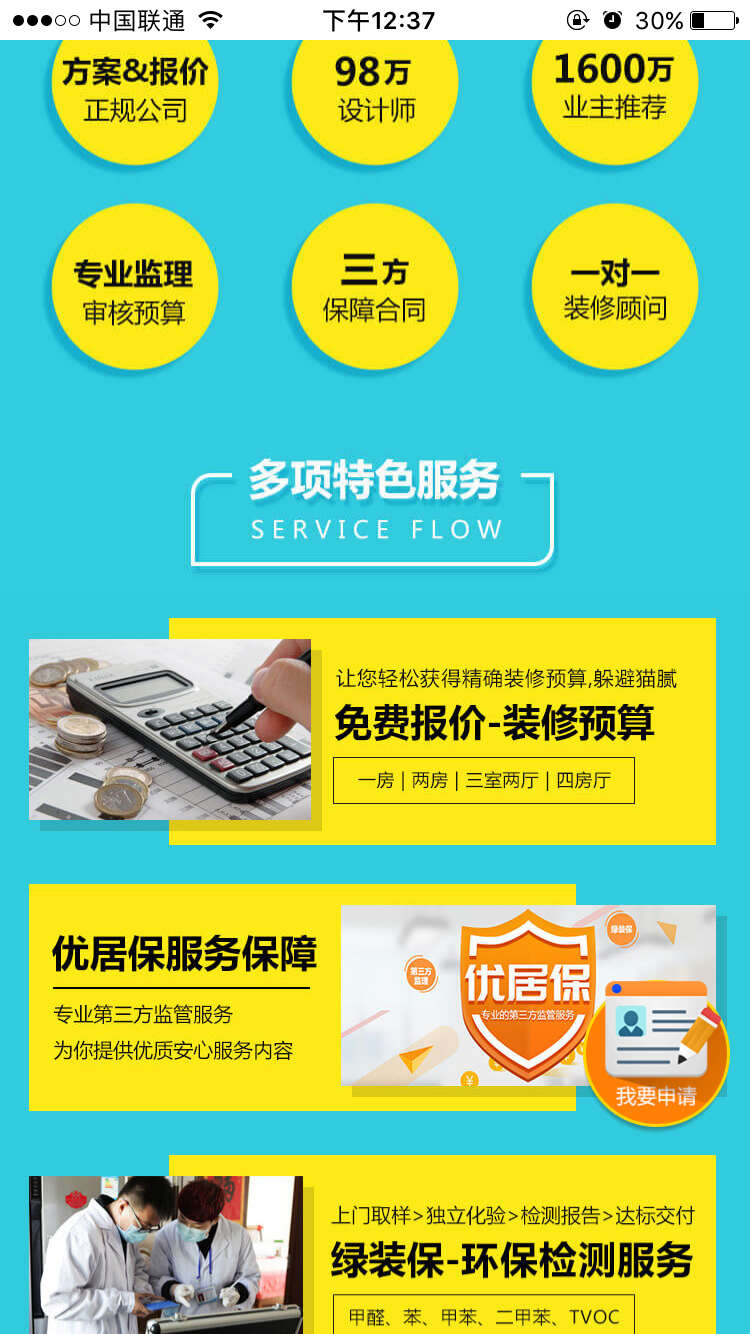 中国联通 下午12:37 30%
方案&报价 98万 1600万
正规公司 设计师 业主推荐
专业监理 三方 一对一
审核预算 保障合同 装修顾问
多项特色服务
SERVICE FLOW
让您轻松获得精确装修预算,躲避猫腻
免费报价-装修预算
一房 | 两房 | 三室两厅 | 四房厅
优居保服务保障
专业第三方监管服务
为你提供优质安心服务内容
绿装保
第三方
监理
优居保
专业的第三方监管服务
¥
我要申请
上门取样>独立化验>检测报告>达标交付
绿装保-环保检测服务
甲醛、苯、甲苯、二甲苯、TVOC